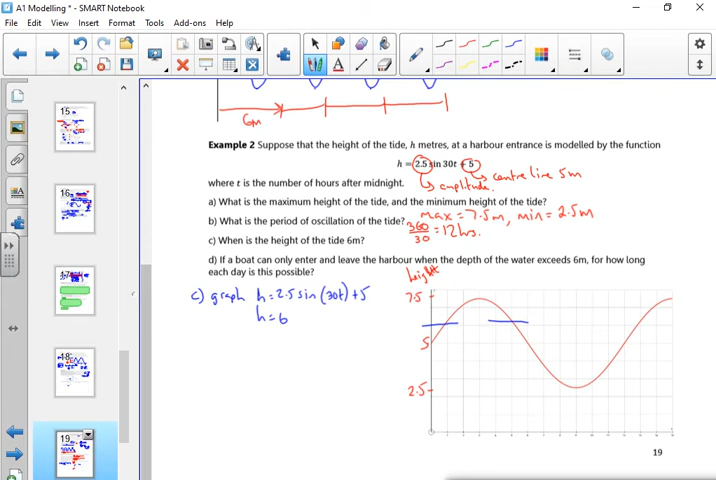 A1 Modelling * - SMART Notebook
File Edit View Insert Format Tools Add-ons Help
15
16
17
18
19
6m
Example 2 Suppose that the height of the tide, h metres, at a harbour entrance is modelled by the function
h = 2.5 sin 30t + 5
centre line 5m
amplitude.
where t is the number of hours after midnight.
a) What is the maximum height of the tide, and the minimum height of the tide?
max = 7.5m, min = 2.5m
b) What is the period of oscillation of the tide?
360/30 = 12hrs.
c) When is the height of the tide 6m?
d) If a boat can only enter and leave the harbour when the depth of the water exceeds 6m, for how long
each day is this possible?
height
c) graph h = 2.5 sin (30t) + 5
h = 6
7.5
5
2.5
19